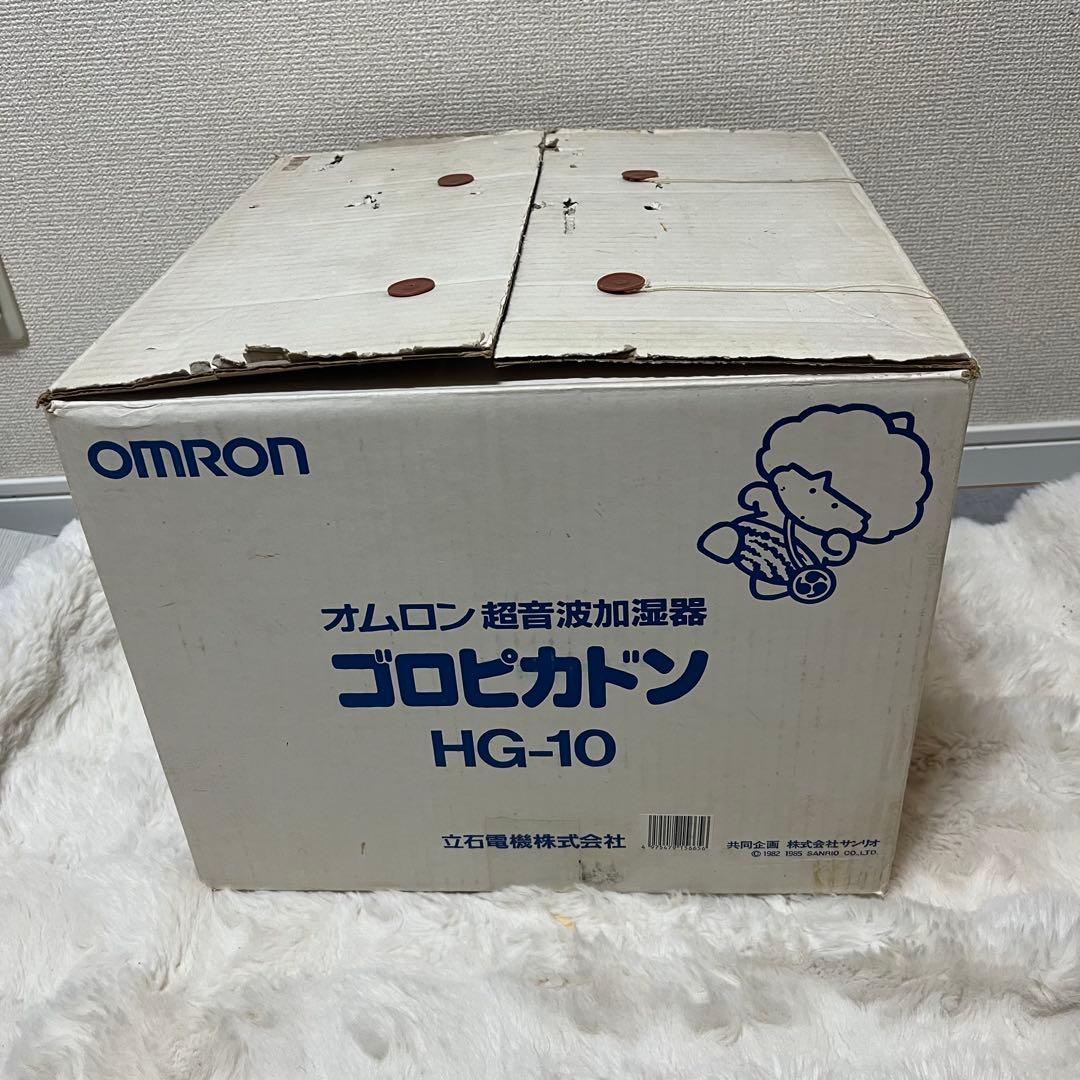 OMRON
オムロン 超音波加湿器
ゴロピカドン
HG-10
立石電機株式会社
共同企画 株式会社サンリオ
© 1982 1985 SANRIO CO.,LTD.